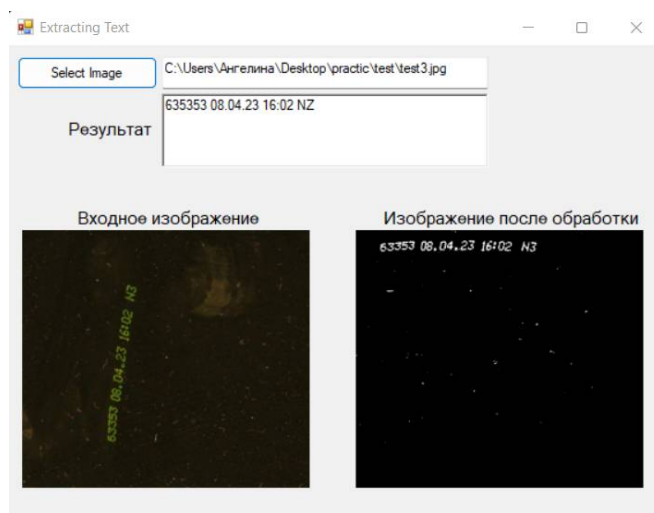 Extracting Text
Select Image
C:\Users\Ангелина\Desktop\practic\test\test3.jpg
Результат
635353 08.04.23 16:02 NZ
Входное изображение
Изображение после обработки
63353 08.04.23 16:02 N3
63353 08.04.23 16:02 N3